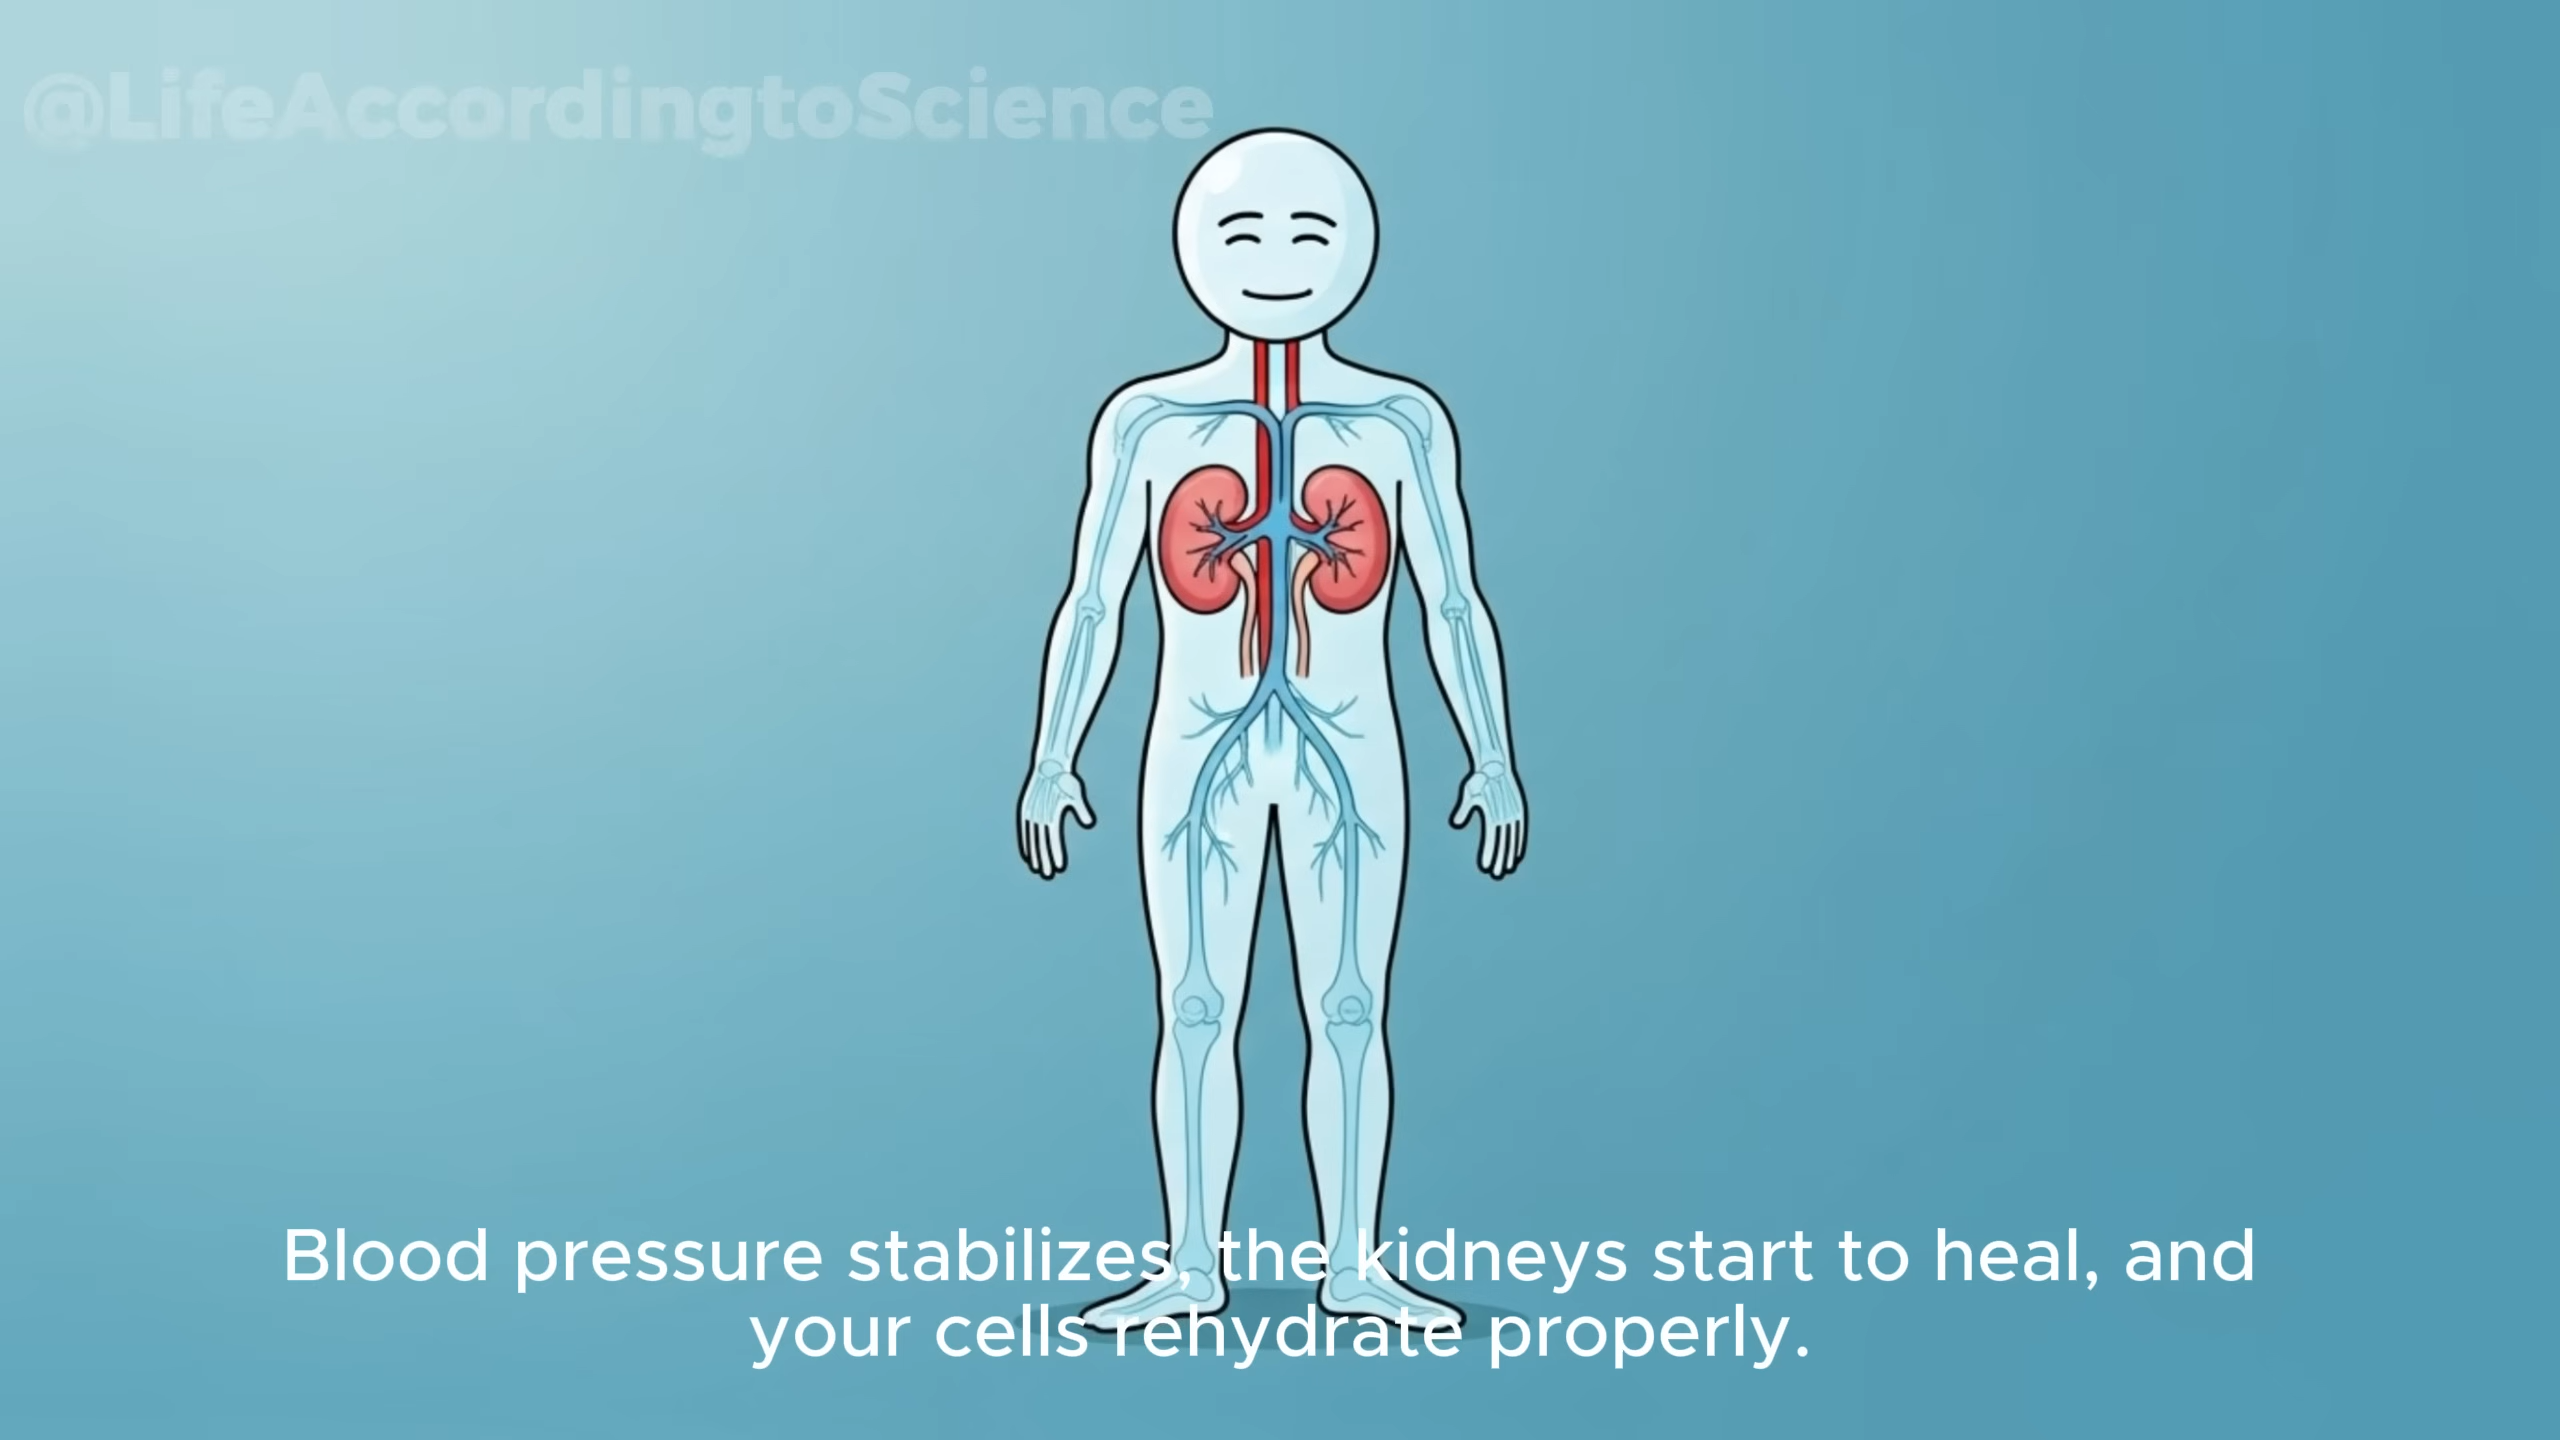 @LifeAccordingtoScience
Blood pressure stabilizes, the kidneys start to heal, and
your cells rehydrate properly.